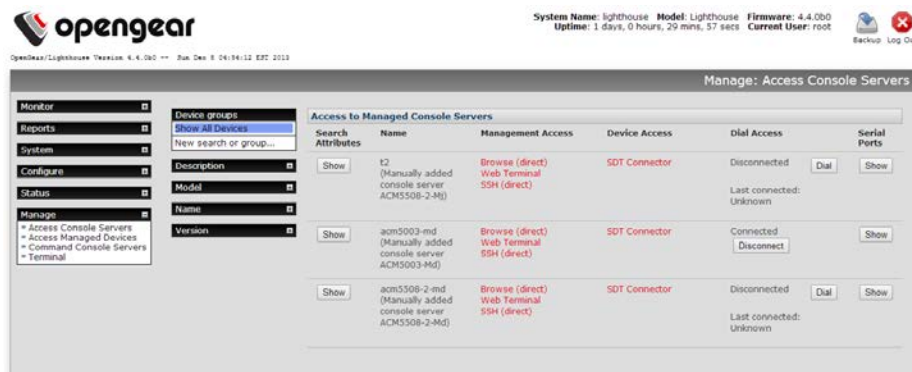 opengear
System Name: lighthouse Model: Lighthouse Firmware: 4.4.0b0
Uptime: 1 days, 0 hours, 29 mins, 57 secs Current User: root
Backup Log Ou
OpenGear/Lighthouse Version 4.4.0b0 -- Sun Dec 8 04:54:12 EST 2013
Manage: Access Console Servers
Monitor
Reports
System
Configure
Status
Manage
Access Console Servers
Access Managed Devices
Command Console Servers
Terminal
Device groups
Show All Devices
New search or group...
Description
Model
Name
Version
Access to Managed Console Servers
Search Attributes Name Management Access Device Access Dial Access Serial Ports
Show
t2
(Manually added
console server
ACM5508-2-Mj)
Browse (direct)
Web Terminal
SSH (direct)
SDT Connector
Disconnected
Dial
Last connected:
Unknown
Show
Show
acm5003-md
(Manually added
console server
ACM5003-Md)
Browse (direct)
Web Terminal
SSH (direct)
SDT Connector
Connected
Disconnect
Show
Show
acm5508-2-md
(Manually added
console server
ACM5508-2-Md)
Browse (direct)
Web Terminal
SSH (direct)
SDT Connector
Disconnected
Dial
Last connected:
Unknown
Show